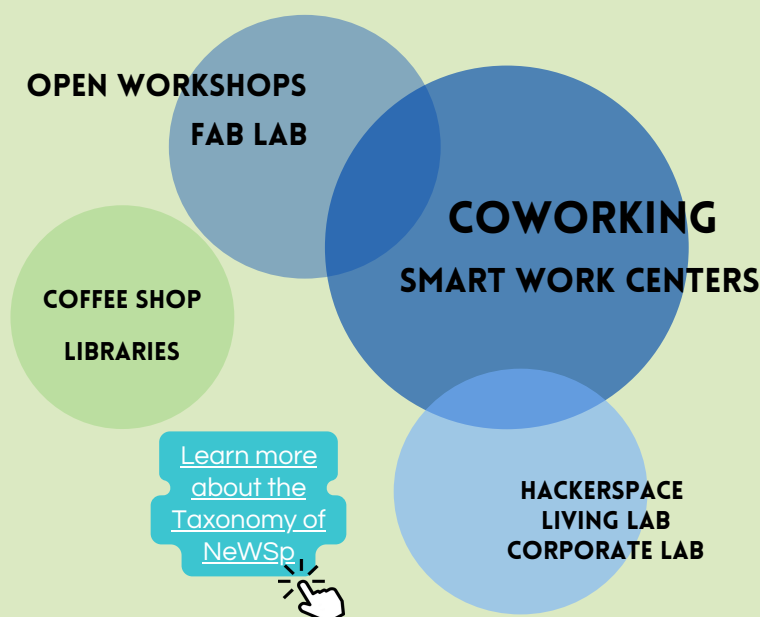 OPEN WORKSHOPS
FAB LAB
COWORKING
SMART WORK CENTERS
COFFEE SHOP
LIBRARIES
Learn more
about the
Taxonomy of
NeWSp
HACKERSPACE
LIVING LAB
CORPORATE LAB